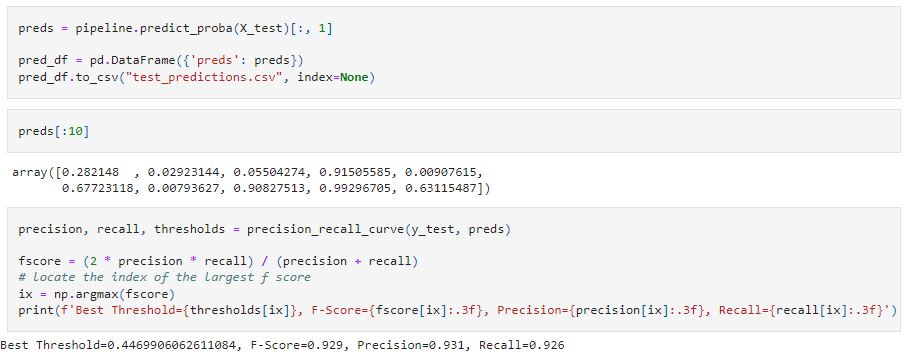 preds = pipeline.predict_proba(X_test)[:, 1]
pred_df = pd.DataFrame({'preds': preds})
pred_df.to_csv("test_predictions.csv", index=None)
preds[:10]
array([0.282148  , 0.02923144, 0.05504274, 0.91505585, 0.00907615,
       0.67723118, 0.00793627, 0.90827513, 0.99296705, 0.63115487])
precision, recall, thresholds = precision_recall_curve(y_test, preds)
fscore = (2 * precision * recall) / (precision + recall)
# locate the index of the largest f score
ix = np.argmax(fscore)
print(f'Best Threshold={thresholds[ix]}, F-Score={fscore[ix]:.3f}, Precision={precision[ix]:.3f}, Recall={recall[ix]:.3f}')
Best Threshold=0.4469906062611084, F-Score=0.929, Precision=0.931, Recall=0.926